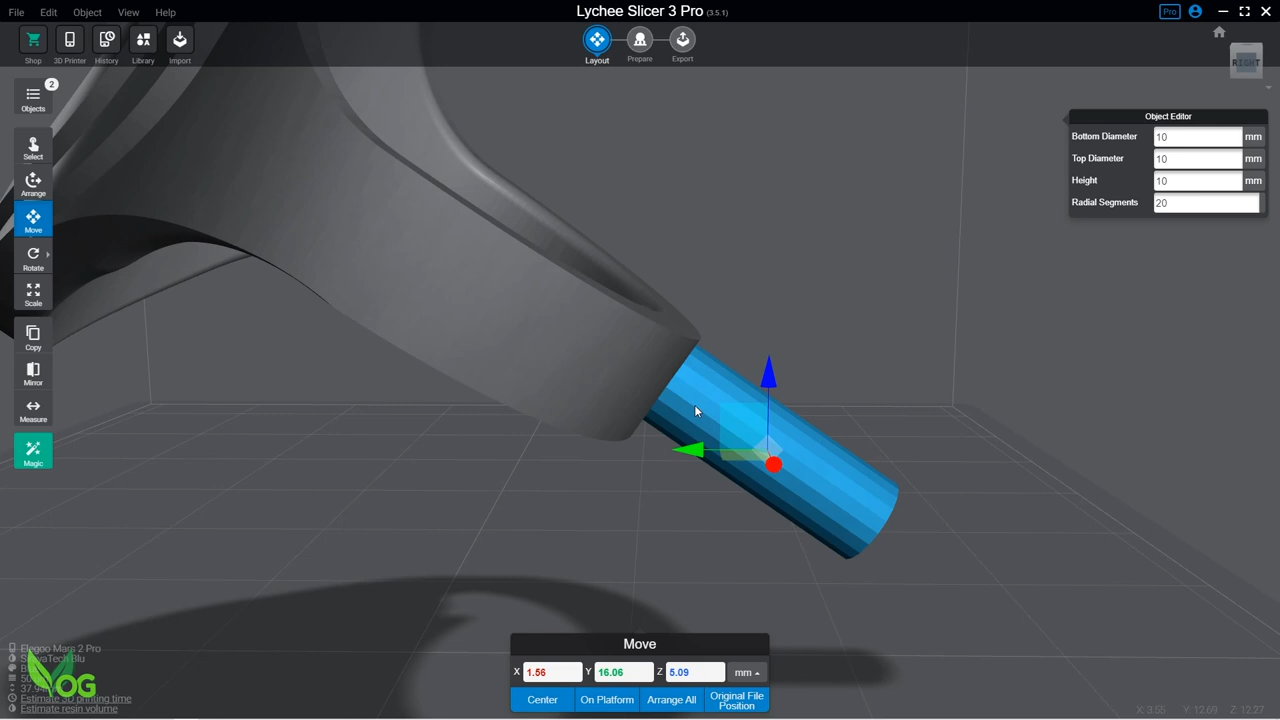 File Edit Object View Help
Lychee Slicer 3 Pro (3.5.1)
Pro
Shop 3D Printer History Library Import
Layout Prepare Export
RIGHT
Objects 2
Select
Arrange
Move
Rotate
Scale
Copy
Mirror
Measure
Magic
Object Editor
Bottom Diameter 10 mm
Top Diameter 10 mm
Height 10 mm
Radial Segments 20
Move
X 1.56 Y 16.06 Z 5.09 mm
Center On Platform Arrange All Original File Position
Elegoo Mars 2 Pro
Blu
Estimate 3D printing time
Estimate resin volume
VOG
X: 3.55 Y: 12.69 Z: 12.27